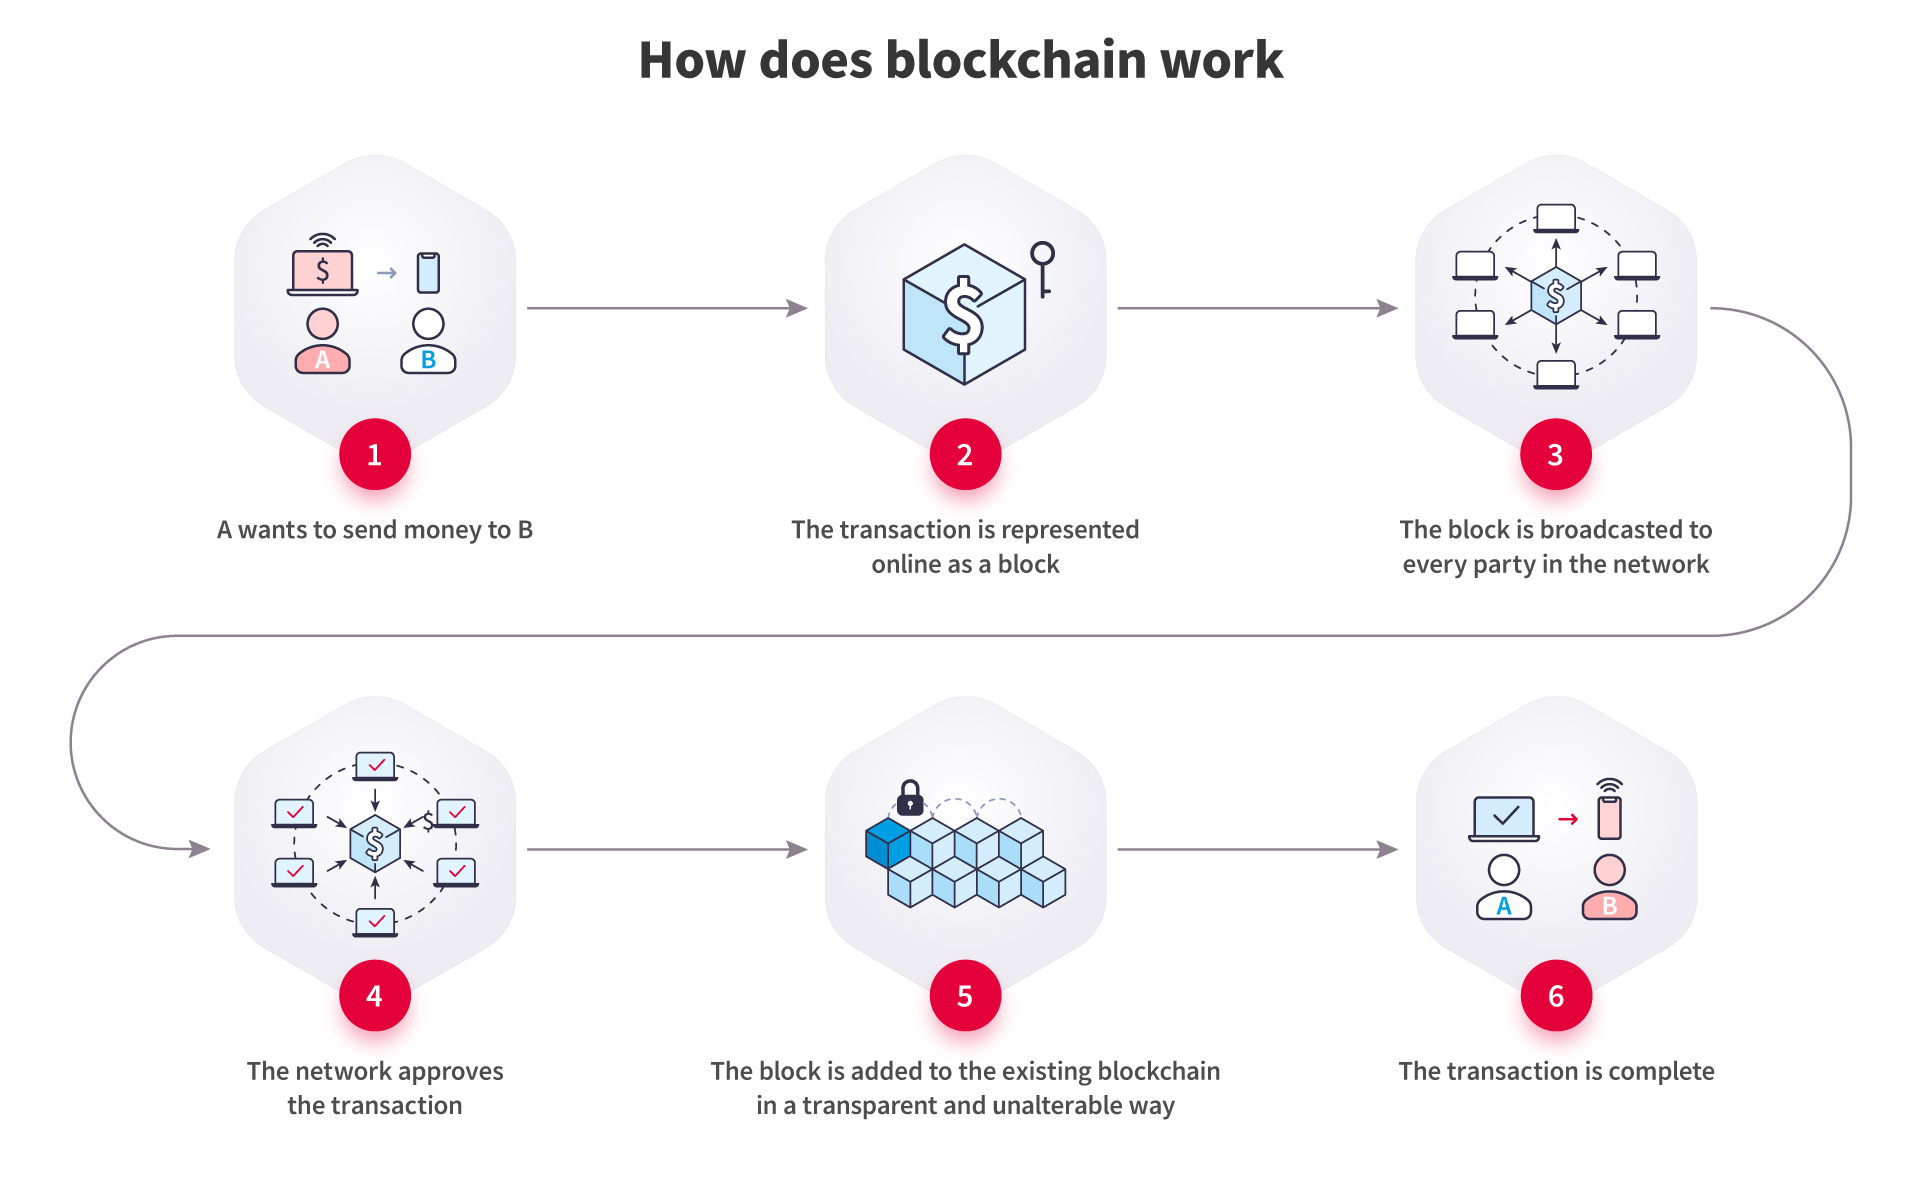 How does blockchain work
$
A
B
1
A wants to send money to B
$
2
The transaction is represented
online as a block
$
3
The block is broadcasted to
every party in the network
$
$
4
The network approves
the transaction
5
The block is added to the existing blockchain
in a transparent and unalterable way
A
B
6
The transaction is complete